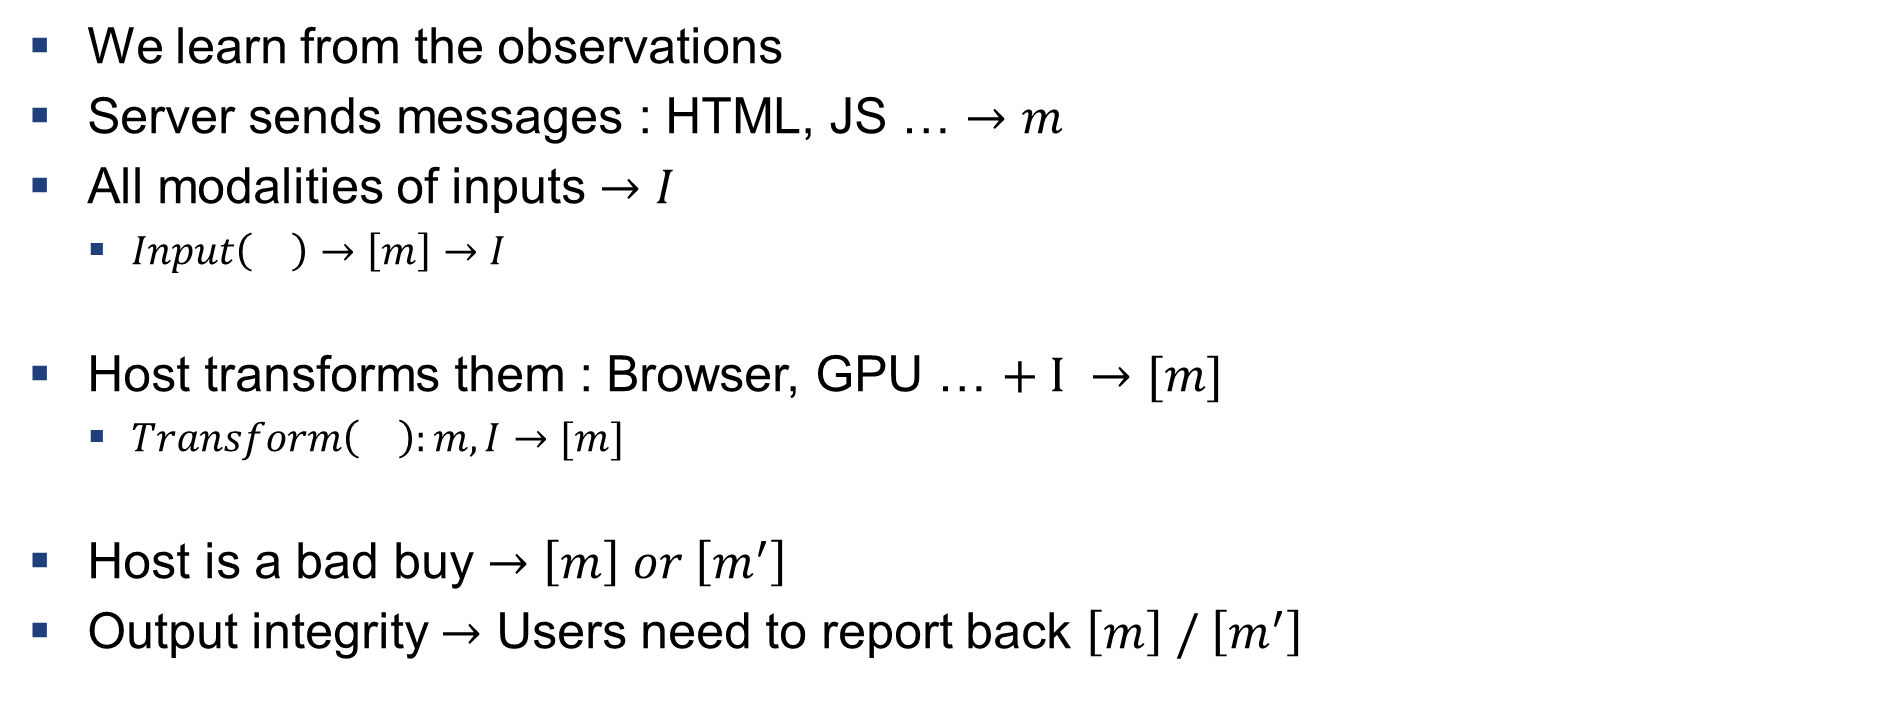 ▪ We learn from the observations
▪ Server sends messages : HTML, JS … → m
▪ All modalities of inputs → I
▪ Input( ) → [m] → I
▪ Host transforms them : Browser, GPU … + I → [m]
▪ Transform( ): m, I → [m]
▪ Host is a bad buy → [m] or [m′]
▪ Output integrity → Users need to report back [m] / [m′]